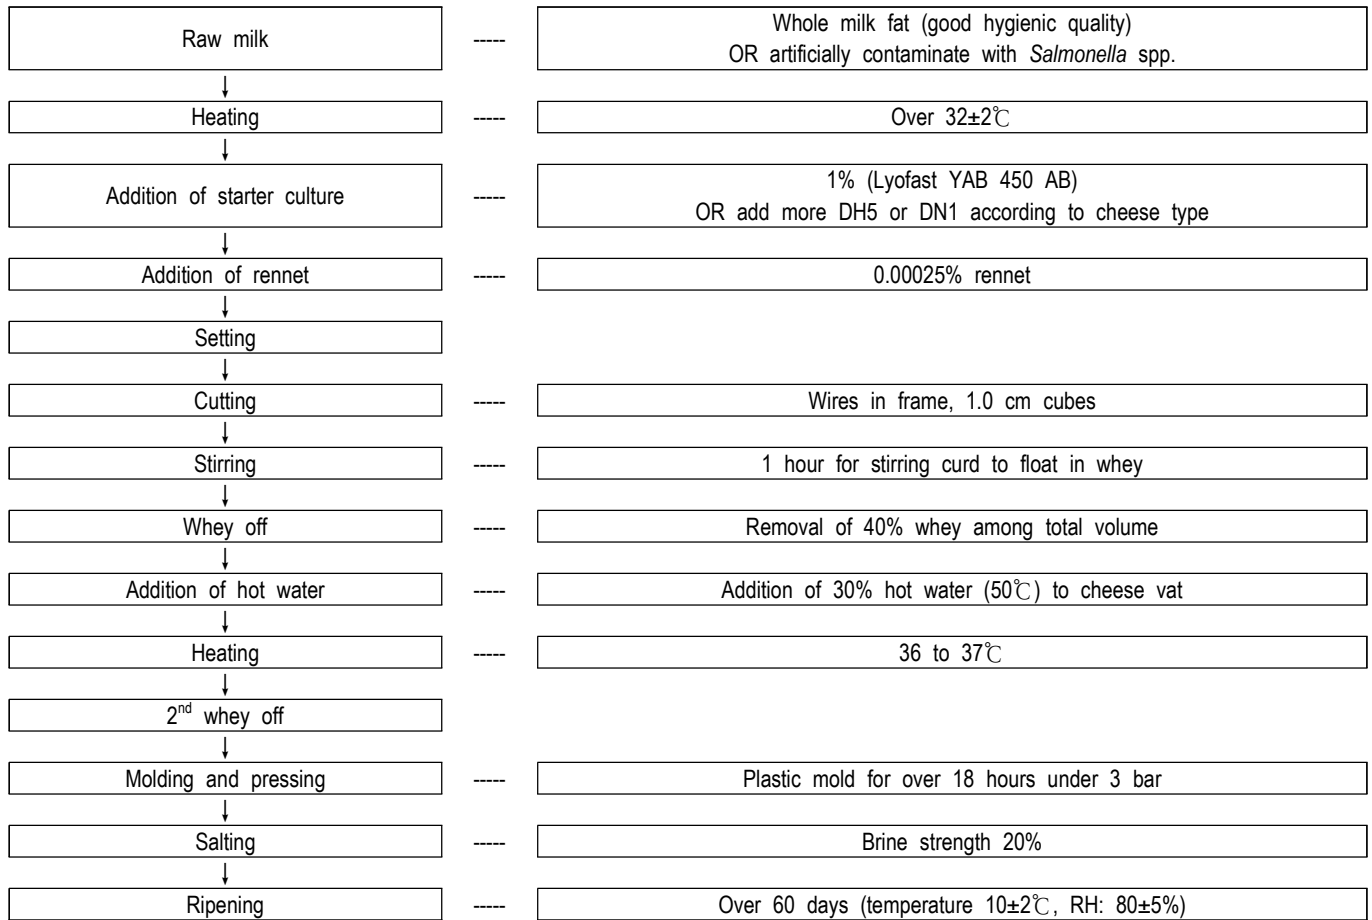 Raw milk ----- Whole milk fat (good hygienic quality)
OR artificially contaminate with Salmonella spp.
↓
Heating ----- Over 32±2℃
↓
Addition of starter culture ----- 1% (Lyofast YAB 450 AB)
OR add more DH5 or DN1 according to cheese type
↓
Addition of rennet ----- 0.00025% rennet
↓
Setting
↓
Cutting ----- Wires in frame, 1.0 cm cubes
↓
Stirring ----- 1 hour for stirring curd to float in whey
↓
Whey off ----- Removal of 40% whey among total volume
↓
Addition of hot water ----- Addition of 30% hot water (50℃) to cheese vat
↓
Heating ----- 36 to 37℃
↓
2nd whey off
↓
Molding and pressing ----- Plastic mold for over 18 hours under 3 bar
↓
Salting ----- Brine strength 20%
↓
Ripening ----- Over 60 days (temperature 10±2℃, RH: 80±5%)